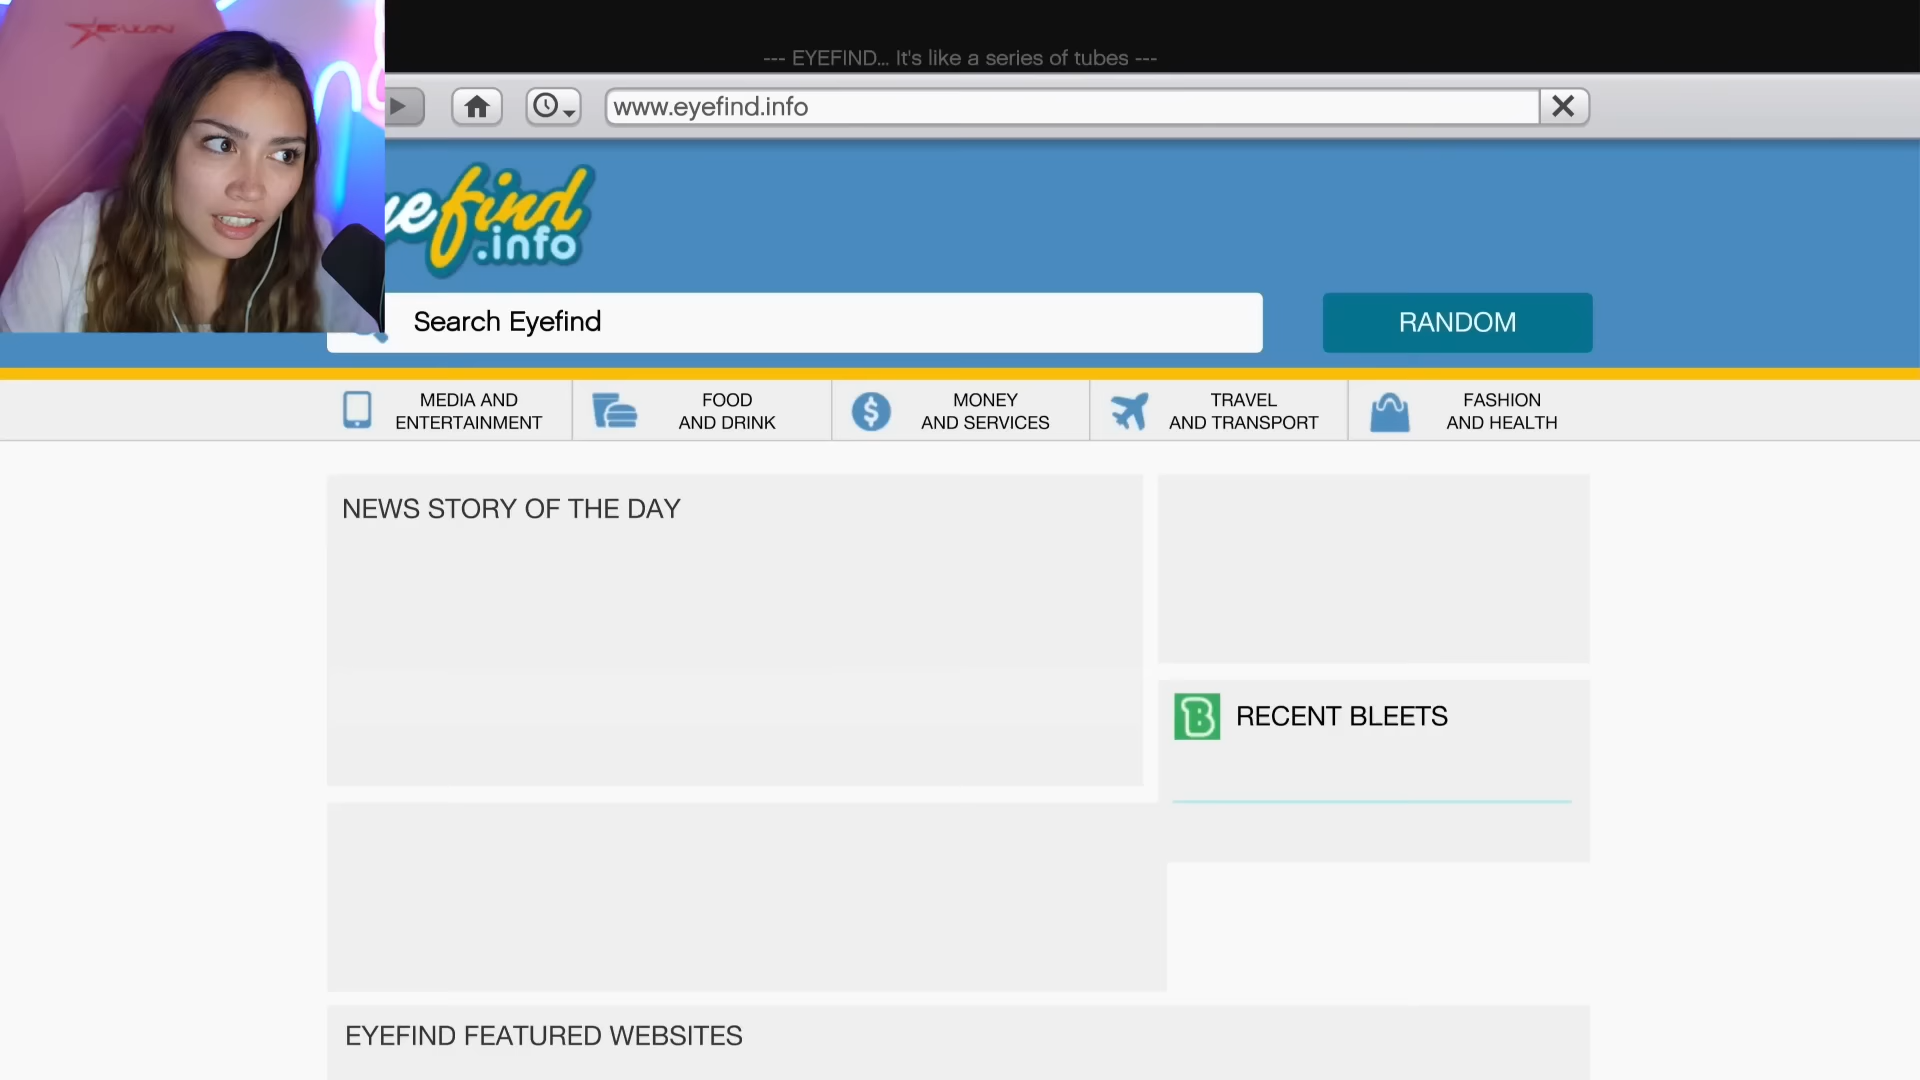 --- EYEFIND... It's like a series of tubes ---
www.eyefind.info
yefind
.info
Search Eyefind
RANDOM
MEDIA AND
ENTERTAINMENT
FOOD
AND DRINK
MONEY
AND SERVICES
TRAVEL
AND TRANSPORT
FASHION
AND HEALTH
NEWS STORY OF THE DAY
B RECENT BLEETS
EYEFIND FEATURED WEBSITES